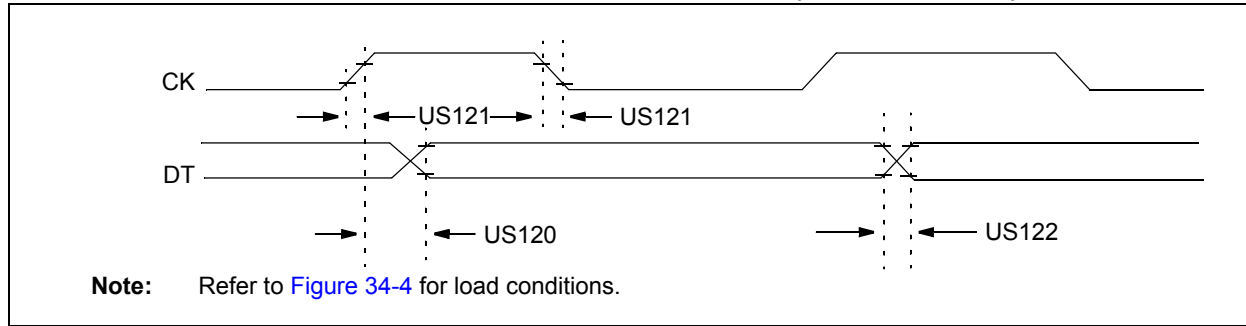 CK
US121 US121
DT
US120 US122
Note: Refer to Figure 34-4 for load conditions.